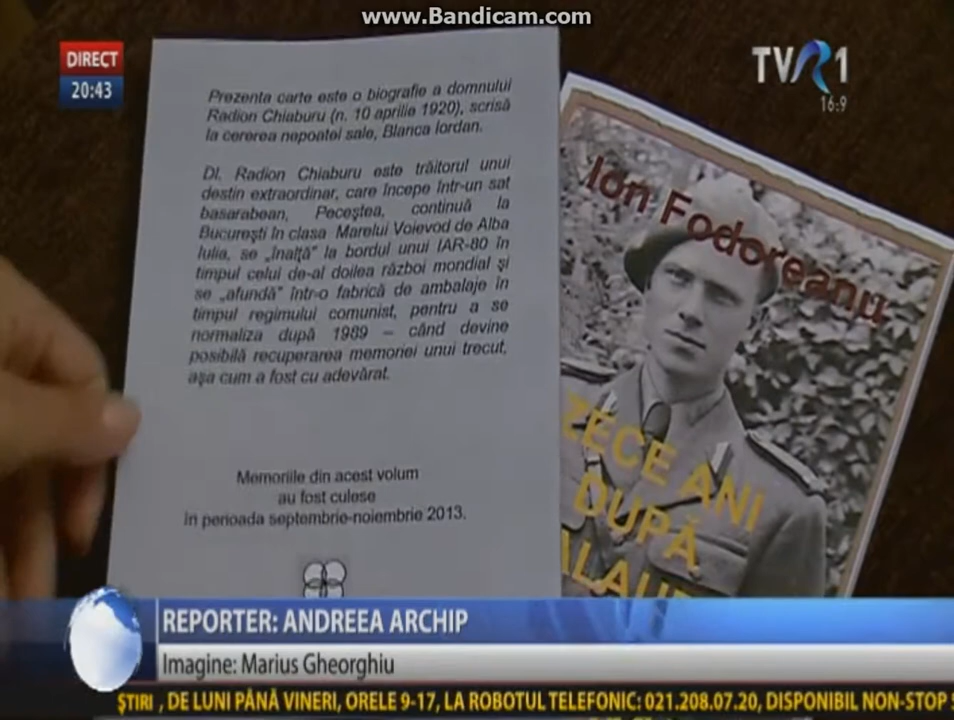 www.Bandicam.com
DIRECT
20:43
TVR1
16:9
Prezenta carte este o biografie a domnului
Radion Chiaburu (n. 10 aprilie 1920), scrisă
la cererea nepoatei sale, Blanca Iordan.
Dl. Radion Chiaburu este trăitorul unui
destin extraordinar, care începe într-un sat
basarabean, Peceştea, continuă la
Bucureşti în clasa Marelui Voievod de Alba
Iulia, se „înalţă” la bordul unui IAR-80 în
timpul celui de-al doilea război mondial şi
se „afundă” într-o fabrică de ambalaje în
timpul regimului comunist, pentru a se
normaliza după 1989 – când devine
posibilă recuperarea memoriei unui trecut,
aşa cum a fost cu adevărat.
Memoriile din acest volum
au fost culese
în perioada septembrie-noiembrie 2013.
Ion Fodoreanu
ZECE ANI
DUPĂ
REPORTER: ANDREEA ARCHIP
Imagine: Marius Gheorghiu
ŞTIRI , DE LUNI PÂNĂ VINERI, ORELE 9-17, LA ROBOTUL TELEFONIC: 021.208.07.20, DISPONIBIL NON-STOP